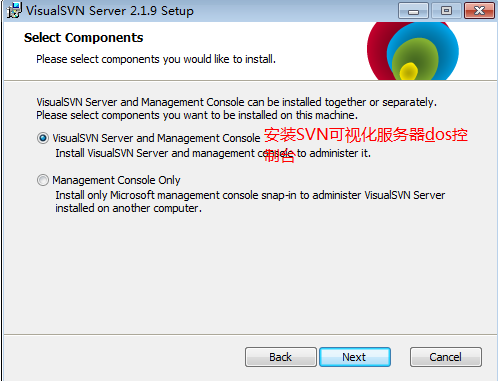 VisualSVN Server 2.1.9 Setup
Select Components
Please select components you would like to install.
VisualSVN Server and Management Console can be installed together or separately.
Please select components you want to be installed on this machine.
VisualSVN Server and Management Console
安装SVN可视化服务器dos控
制台
Install VisualSVN Server and management console to administer it.
Management Console Only
Install only Microsoft management console snap-in to administer VisualSVN Server
installed on another computer.
Back
Next
Cancel